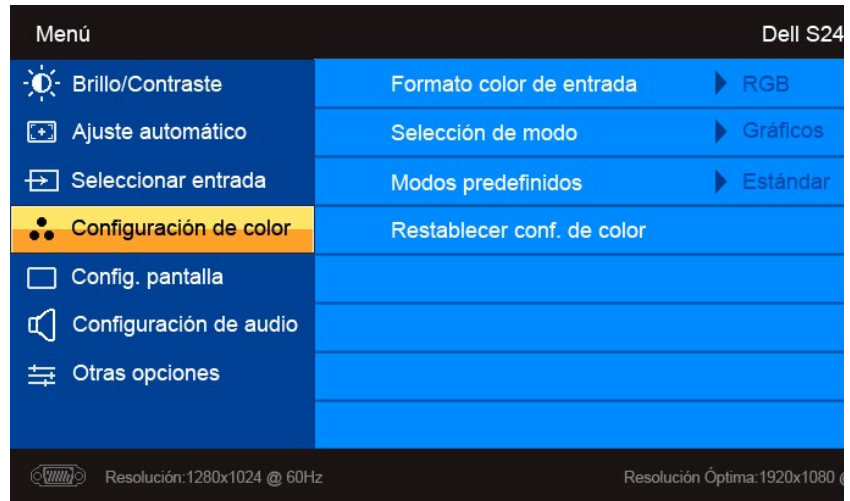 Menú
Dell S24
Brillo/Contraste
Formato color de entrada
RGB
Ajuste automático
Selección de modo
Gráficos
Seleccionar entrada
Modos predefinidos
Estándar
Configuración de color
Restablecer conf. de color
Config. pantalla
Configuración de audio
Otras opciones
Resolución:1280x1024 @ 60Hz
Resolución Óptima:1920x1080 @